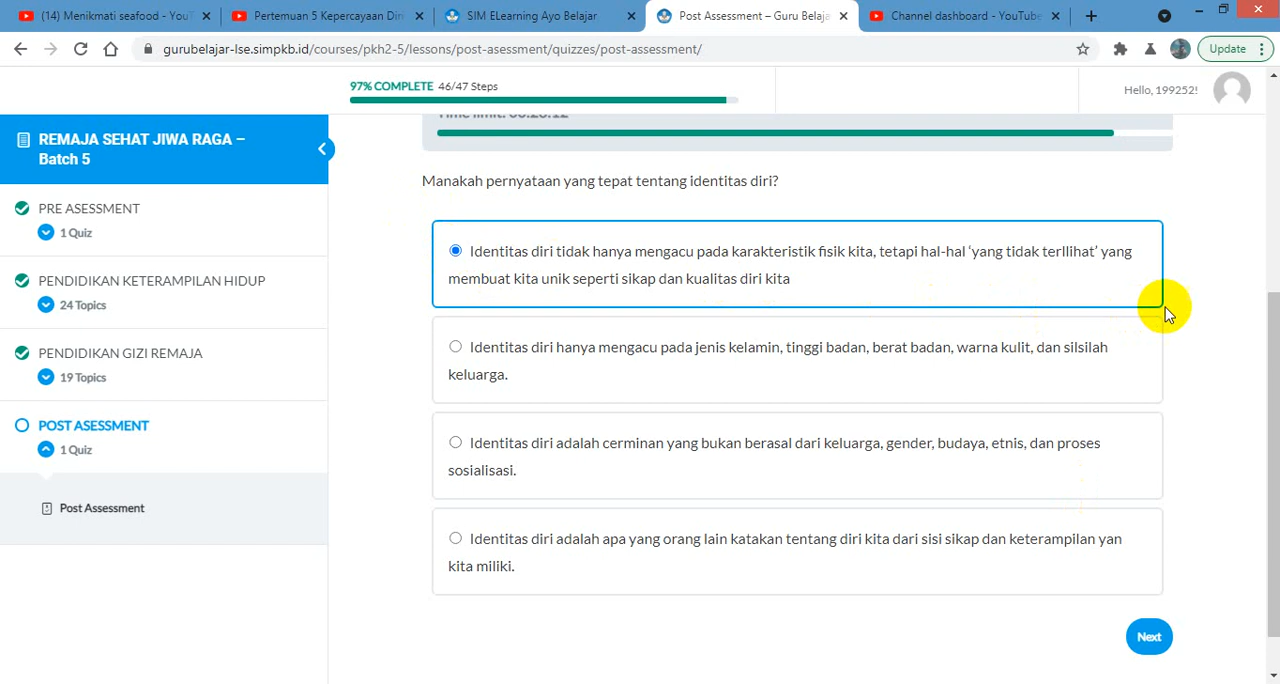 (14) Menikmati seafood - YouT
Pertemuan 5 Kepercayaan Diri
SIM ELearning Ayo Belajar
Post Assessment – Guru Belaja
Channel dashboard - YouTube
gurubelajar-lse.simpkb.id/courses/pkh2-5/lessons/post-asessment/quizzes/post-assessment/
Update
97% COMPLETE 46/47 Steps
Hello, 199252!
REMAJA SEHAT JIWA RAGA –
Batch 5
PRE ASESSMENT
1 Quiz
PENDIDIKAN KETERAMPILAN HIDUP
24 Topics
PENDIDIKAN GIZI REMAJA
19 Topics
POST ASESSMENT
1 Quiz
Post Assessment
Time limit: 00:20:12
Manakah pernyataan yang tepat tentang identitas diri?
Identitas diri tidak hanya mengacu pada karakteristik fisik kita, tetapi hal-hal ‘yang tidak terllihat’ yang
membuat kita unik seperti sikap dan kualitas diri kita
Identitas diri hanya mengacu pada jenis kelamin, tinggi badan, berat badan, warna kulit, dan silsilah
keluarga.
Identitas diri adalah cerminan yang bukan berasal dari keluarga, gender, budaya, etnis, dan proses
sosialisasi.
Identitas diri adalah apa yang orang lain katakan tentang diri kita dari sisi sikap dan keterampilan yan
kita miliki.
Next